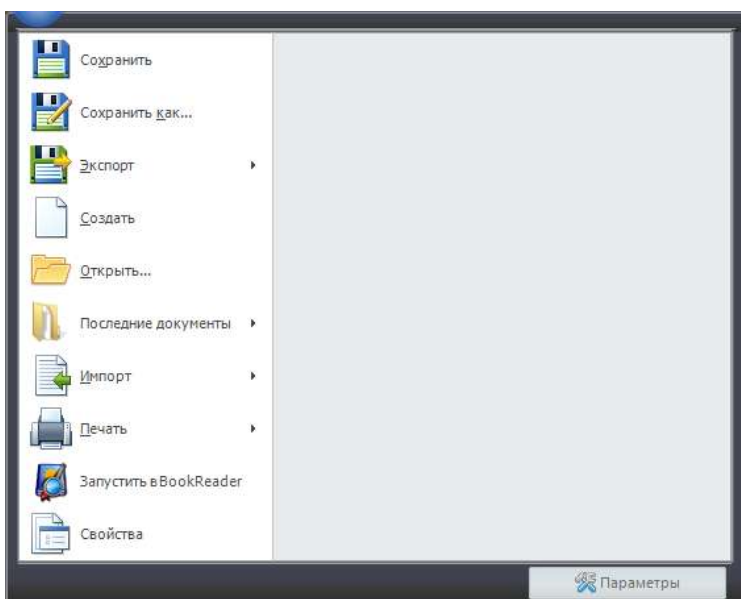 Сохранить
Сохранить как...
Экспорт
Создать
Открыть...
Последние документы
Импорт
Печать
Запустить в BookReader
Свойства
Параметры